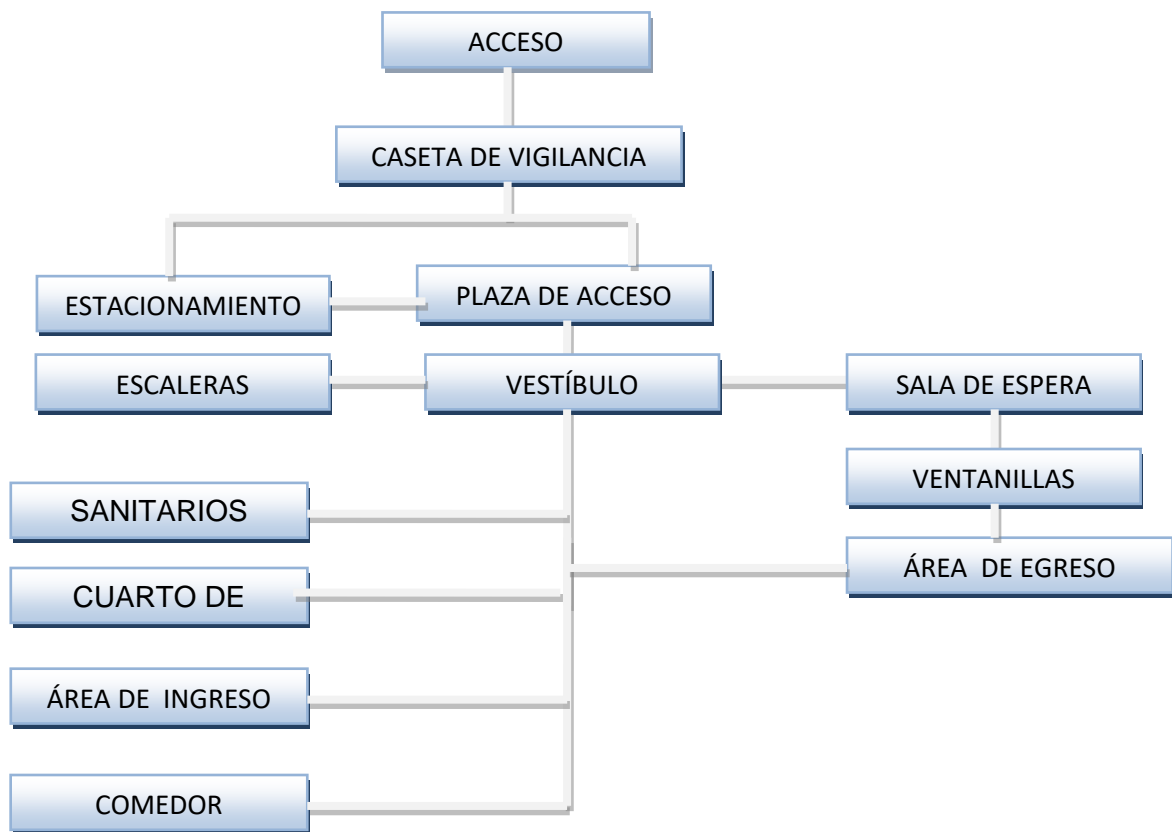 ACCESO
CASETA DE VIGILANCIA
ESTACIONAMIENTO
PLAZA DE ACCESO
ESCALERAS
VESTÍBULO
SALA DE ESPERA
VENTANILLAS
SANITARIOS
ÁREA DE EGRESO
CUARTO DE
ÁREA DE INGRESO
COMEDOR